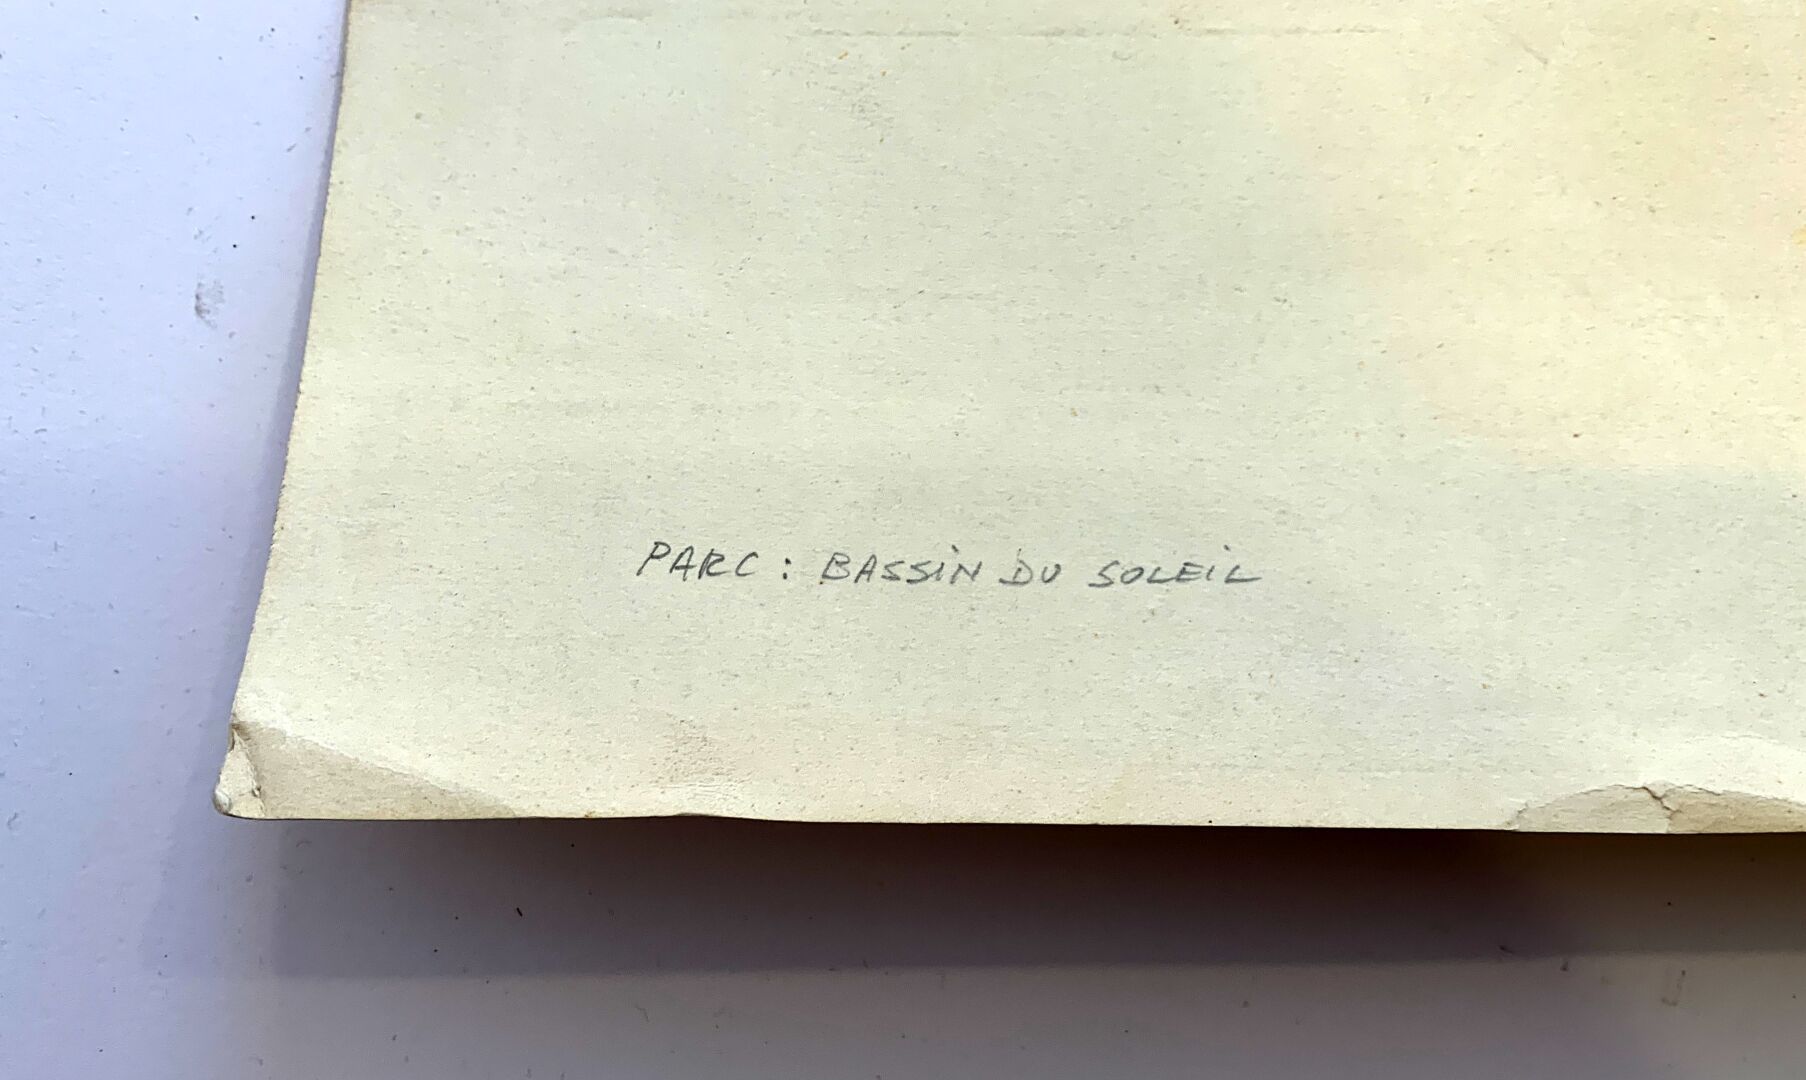 PARC : BASSiN DU SOLEiL